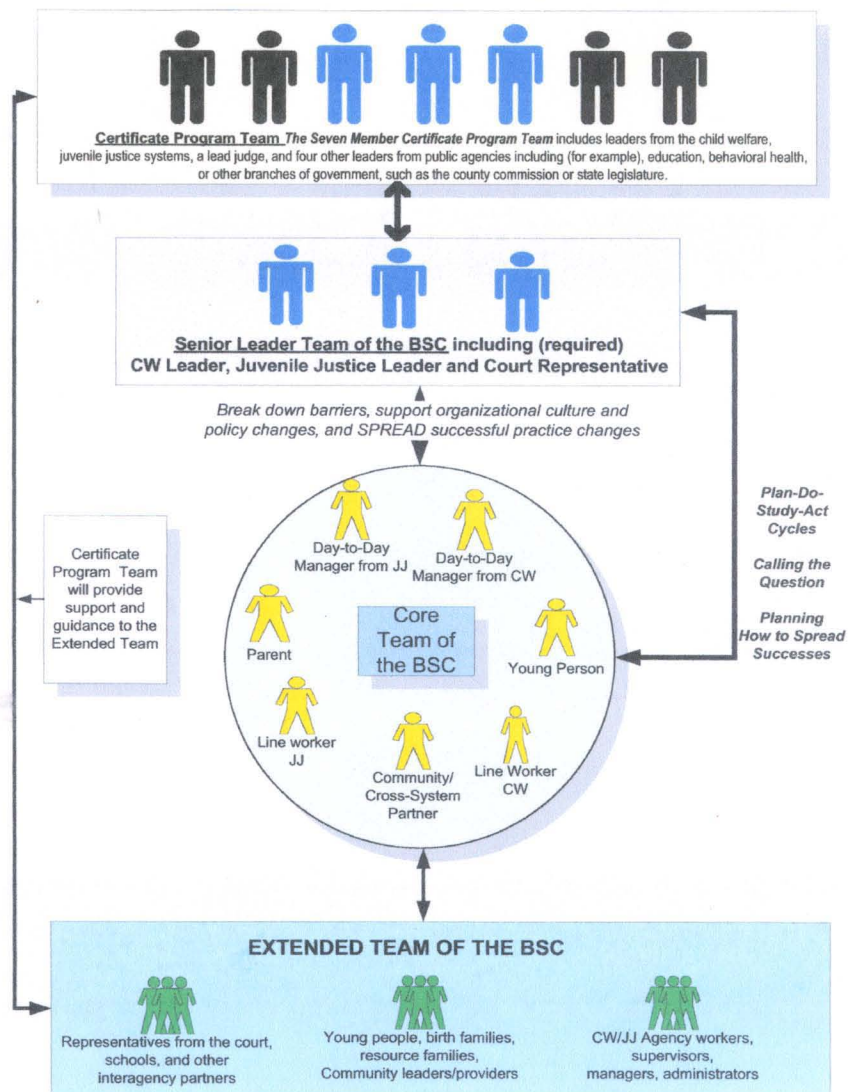 Certificate Program Team The Seven Member Certificate Program Team includes leaders from the child welfare,
juvenile justice systems, a lead judge, and four other leaders from public agencies including (for example), education, behavioral health,
or other branches of government, such as the county commission or state legislature.
Senior Leader Team of the BSC including (required)
CW Leader, Juvenile Justice Leader and Court Representative
Break down barriers, support organizational culture and
policy changes, and SPREAD successful practice changes
Plan-Do-
Study-Act
Cycles
Calling the
Question
Planning
How to Spread
Successes
Certificate
Program Team
will provide
support and
guidance to the
Extended Team
Day-to-Day
Manager from JJ
Day-to-Day
Manager from CW
Parent
Core
Team of
the BSC
Young Person
Line worker
JJ
Community/
Cross-System
Partner
Line Worker
CW
EXTENDED TEAM OF THE BSC
Representatives from the court,
schools, and other
interagency partners
Young people, birth families,
resource families,
Community leaders/providers
CW/JJ Agency workers,
supervisors,
managers, administrators